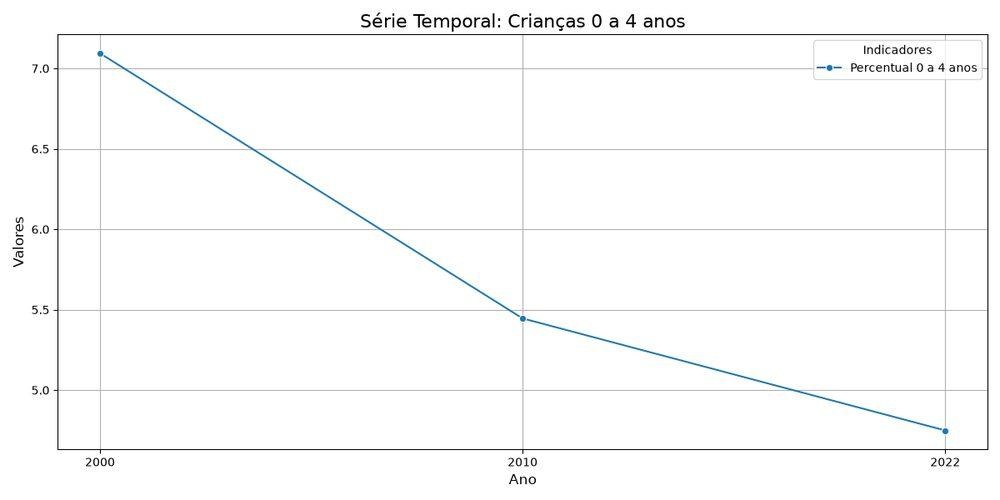 Série Temporal: Crianças 0 a 4 anos
Indicadores
Percentual 0 a 4 anos
Valores
7.0
6.5
6.0
5.5
5.0
2000
2010
2022
Ano